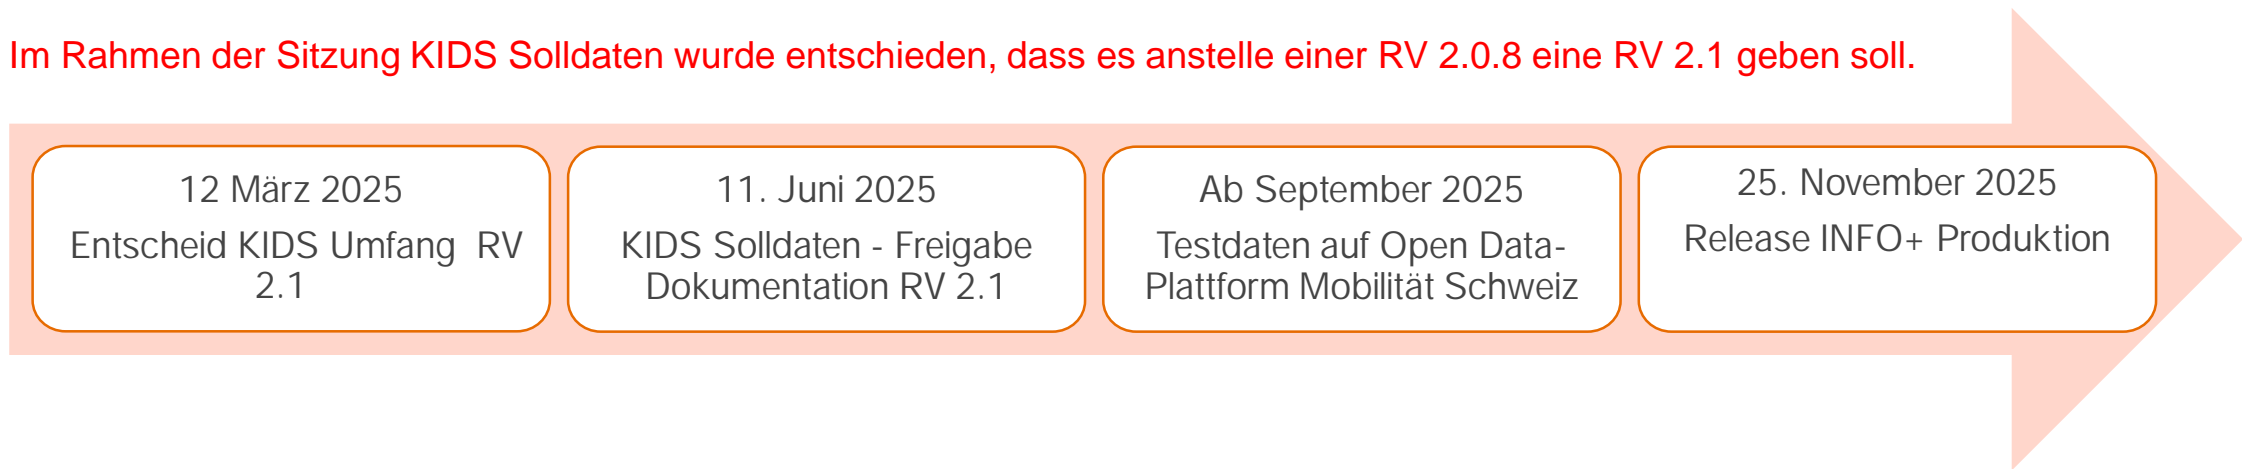 Im Rahmen der Sitzung KIDS Solldaten wurde entschieden, dass es anstelle einer RV 2.0.8 eine RV 2.1 geben soll.
12 März 2025
Entscheid KIDS Umfang  RV
2.1
11. Juni 2025
KIDS Solldaten - Freigabe
Dokumentation RV 2.1
Ab September 2025
Testdaten auf Open Data-
Plattform Mobilität Schweiz
25. November 2025
Release INFO+ Produktion